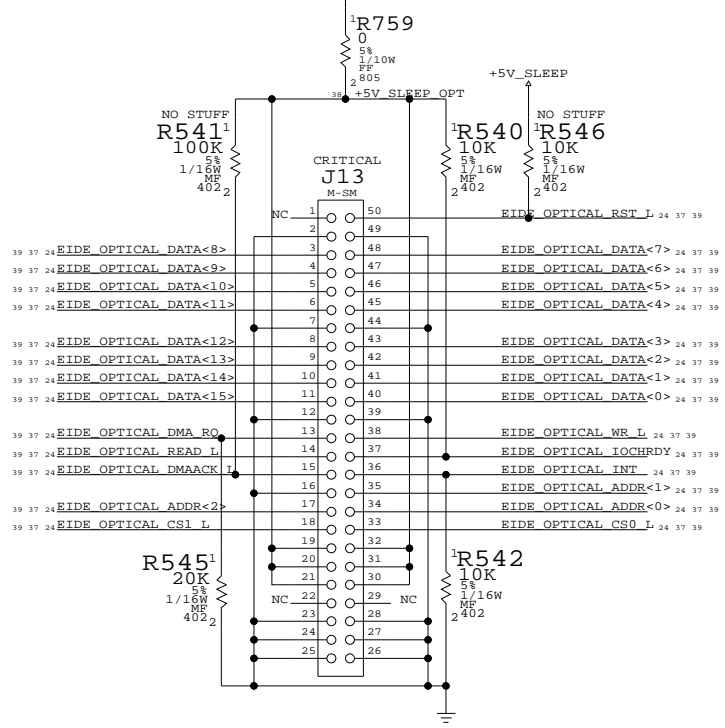 1 R759
0
5%
1/10W
FF
805
2
38 +5V_SLEEP_OPT
+5V_SLEEP
NO STUFF
R541 1
100K
5%
1/16W
MF
402 2
1 R540
10K
5%
1/16W
MF
2 402
NO STUFF
1 R546
10K
5%
1/16W
MF
2 402
CRITICAL
J13
M-SM
NC 1 50 EIDE_OPTICAL_RST_L 24 37 39
2 49
39 37 24 EIDE_OPTICAL_DATA<8> 3 48 EIDE_OPTICAL_DATA<7> 24 37 39
39 37 24 EIDE_OPTICAL_DATA<9> 4 47 EIDE_OPTICAL_DATA<6> 24 37 39
39 37 24 EIDE_OPTICAL_DATA<10> 5 46 EIDE_OPTICAL_DATA<5> 24 37 39
39 37 24 EIDE_OPTICAL_DATA<11> 6 45 EIDE_OPTICAL_DATA<4> 24 37 39
7 44
39 37 24 EIDE_OPTICAL_DATA<12> 8 43 EIDE_OPTICAL_DATA<3> 24 37 39
39 37 24 EIDE_OPTICAL_DATA<13> 9 42 EIDE_OPTICAL_DATA<2> 24 37 39
39 37 24 EIDE_OPTICAL_DATA<14> 10 41 EIDE_OPTICAL_DATA<1> 24 37 39
39 37 24 EIDE_OPTICAL_DATA<15> 11 40 EIDE_OPTICAL_DATA<0> 24 37 39
12 39
39 37 24 EIDE_OPTICAL_DMA_RQ 13 38 EIDE_OPTICAL_WR_L 24 37 39
39 37 24 EIDE_OPTICAL_READ_L 14 37 EIDE_OPTICAL_IOCHRDY 24 37 39
39 37 24 EIDE_OPTICAL_DMAACK_L 15 36 EIDE_OPTICAL_INT 24 37 39
16 35 EIDE_OPTICAL_ADDR<1> 24 37 39
39 37 24 EIDE_OPTICAL_ADDR<2> 17 34 EIDE_OPTICAL_ADDR<0> 24 37 39
39 37 24 EIDE_OPTICAL_CS1_L 18 33 EIDE_OPTICAL_CS0_L 24 37 39
19 32
20 31
21 30
NC 22 29 NC
23 28
24 27
25 26
R545 1
20K
5%
1/16W
MF
402 2
1 R542
10K
5%
1/16W
MF
2 402